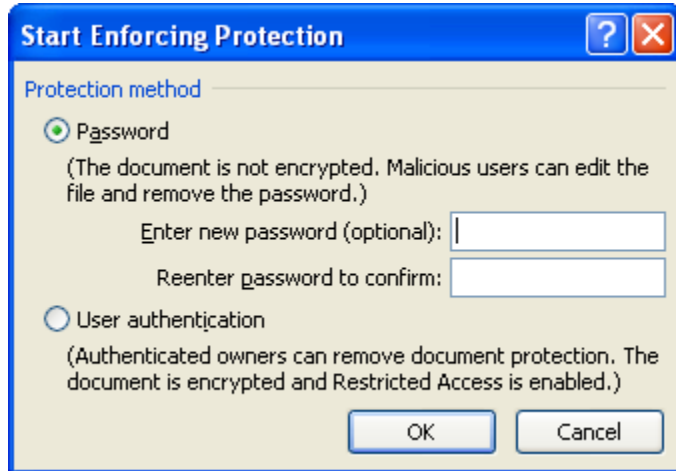 Start Enforcing Protection
Protection method
Password
(The document is not encrypted. Malicious users can edit the
file and remove the password.)
Enter new password (optional):
Reenter password to confirm:
User authentication
(Authenticated owners can remove document protection. The
document is encrypted and Restricted Access is enabled.)
OK Cancel